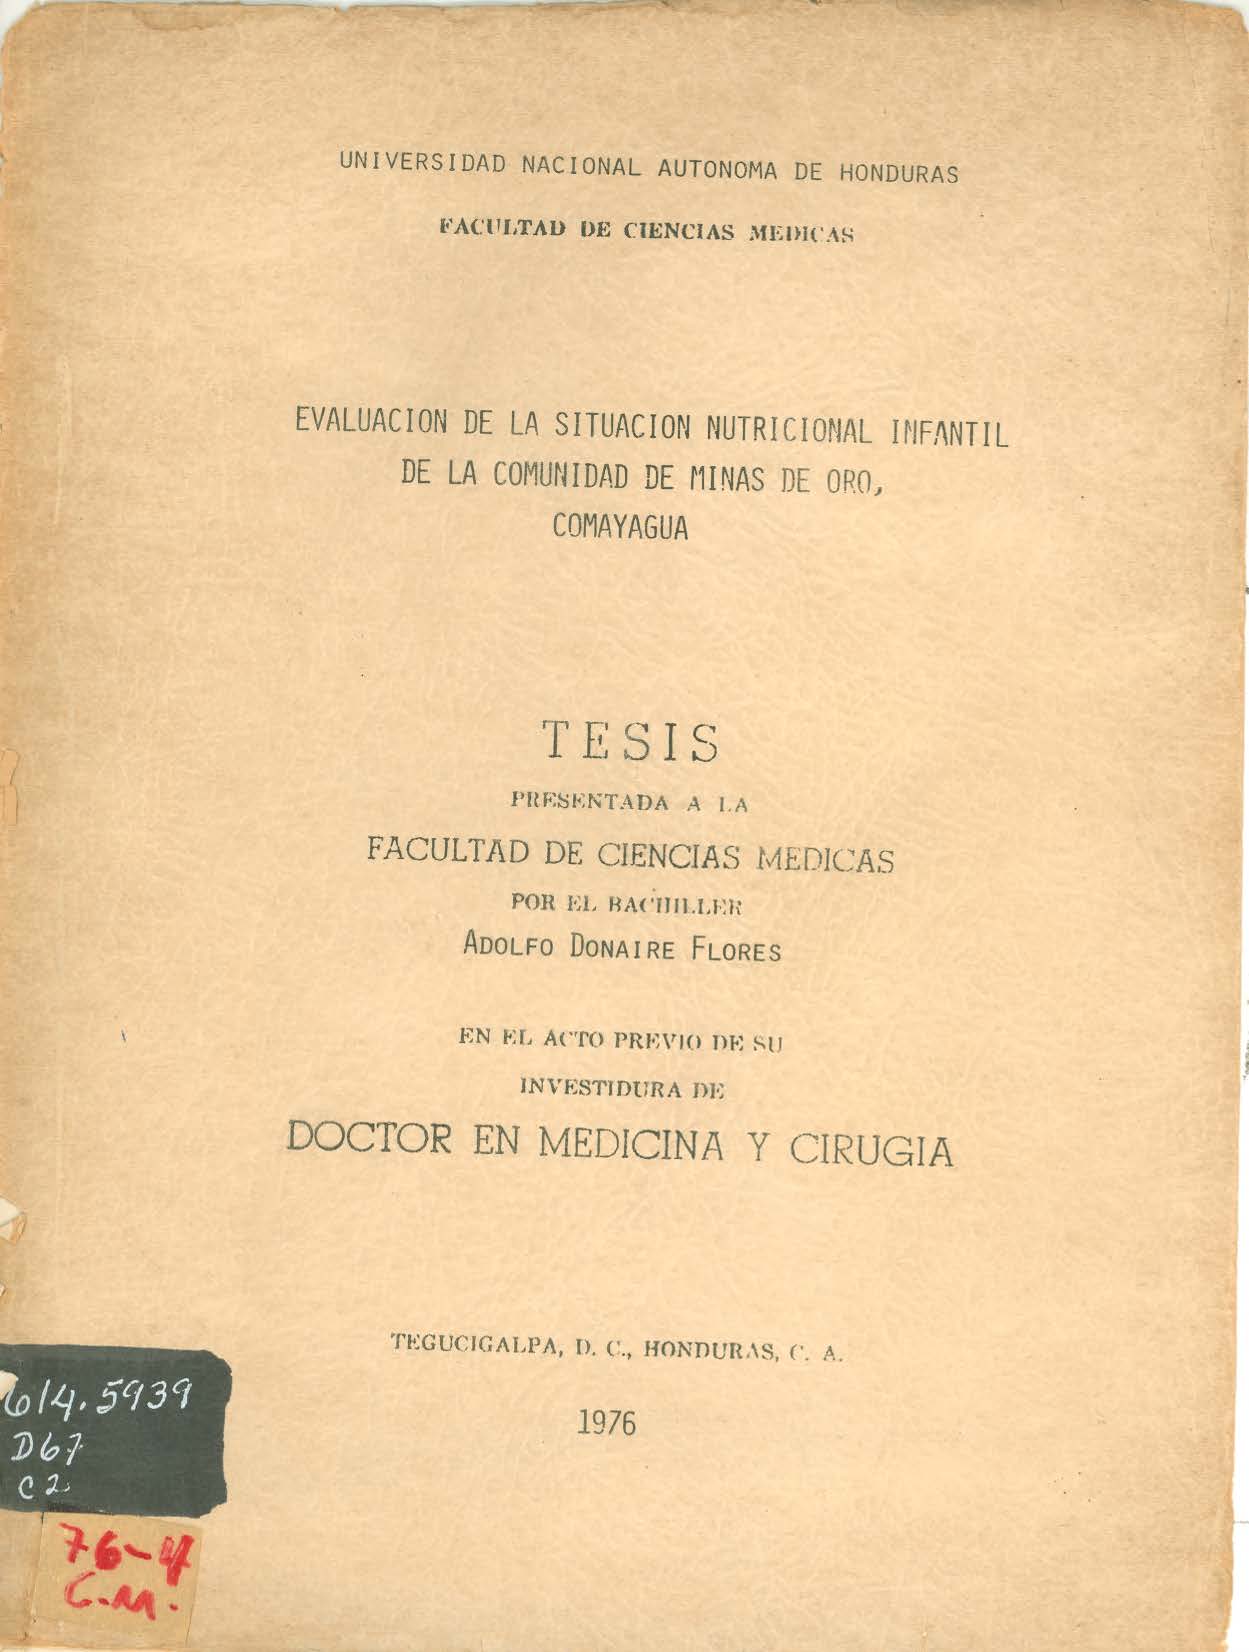 UNIVERSIDAD NACIONAL AUTONOMA DE HONDURAS
FACULTAD DE CIENCIAS MEDICAS
EVALUACION DE LA SITUACION NUTRICIONAL INFANTIL
DE LA COMUNIDAD DE MINAS DE ORO,
COMAYAGUA
TESIS
PRESENTADA A LA
FACULTAD DE CIENCIAS MEDICAS
POR EL BACHILLER
ADOLFO DONAIRE FLORES
EN EL ACTO PREVIO DE SU
INVESTIDURA DE
DOCTOR EN MEDICINA Y CIRUGIA
TEGUCIGALPA, D. C., HONDURAS, C. A.
1976
614.5939
D67
C2
76-4
C.M.